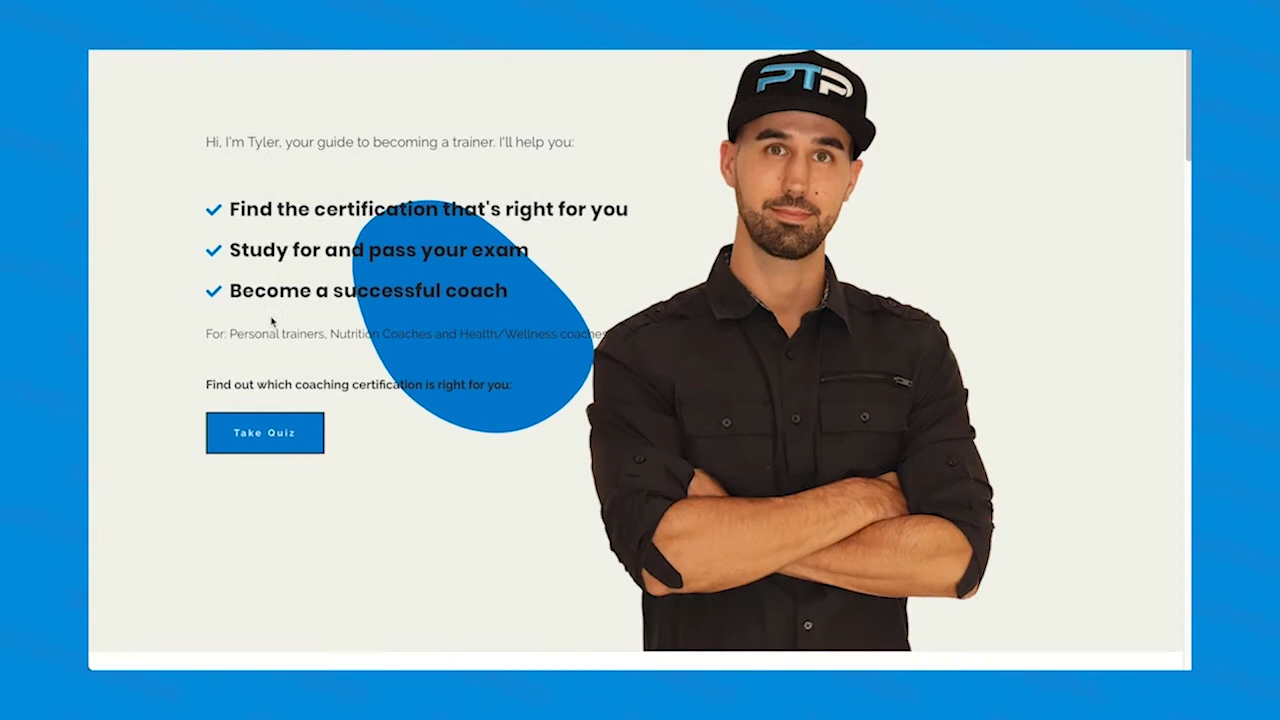 PTP
Hi, I'm Tyler, your guide to becoming a trainer. I'll help you:
Find the certification that's right for you
Study for and pass your exam
Become a successful coach
For: Personal trainers, Nutrition Coaches and Health/Wellness coaches
Find out which coaching certification is right for you:
Take Quiz